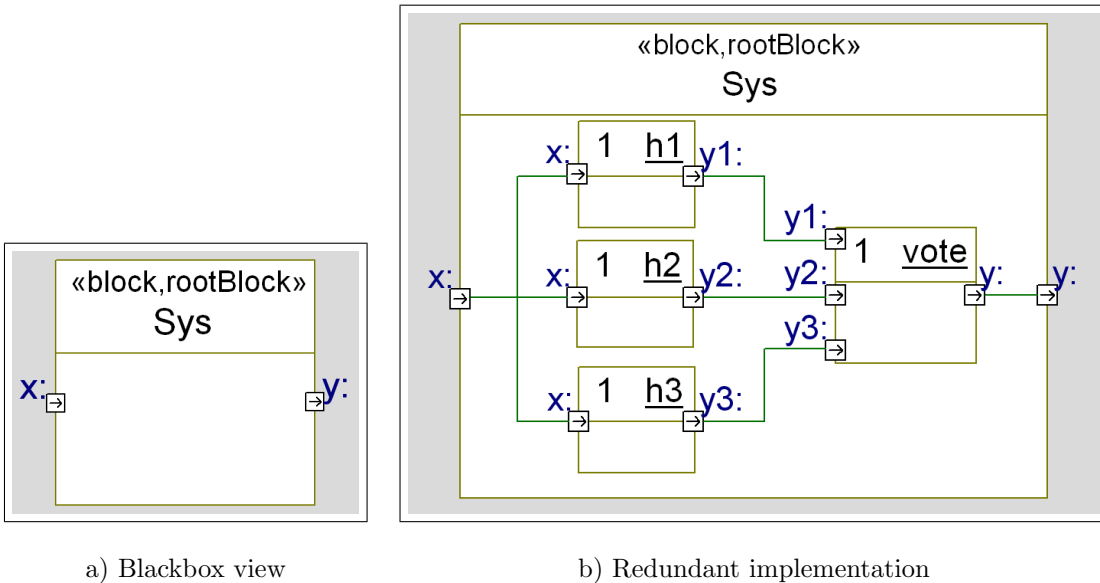 «block,rootBlock»
Sys
x:
y:
a) Blackbox view
«block,rootBlock»
Sys
x:
1 h1
y1:
x:
x:
1 h2
y2:
x:
1 h3
y3:
y1:
y2:
y3:
1 vote
y:
y:
b) Redundant implementation